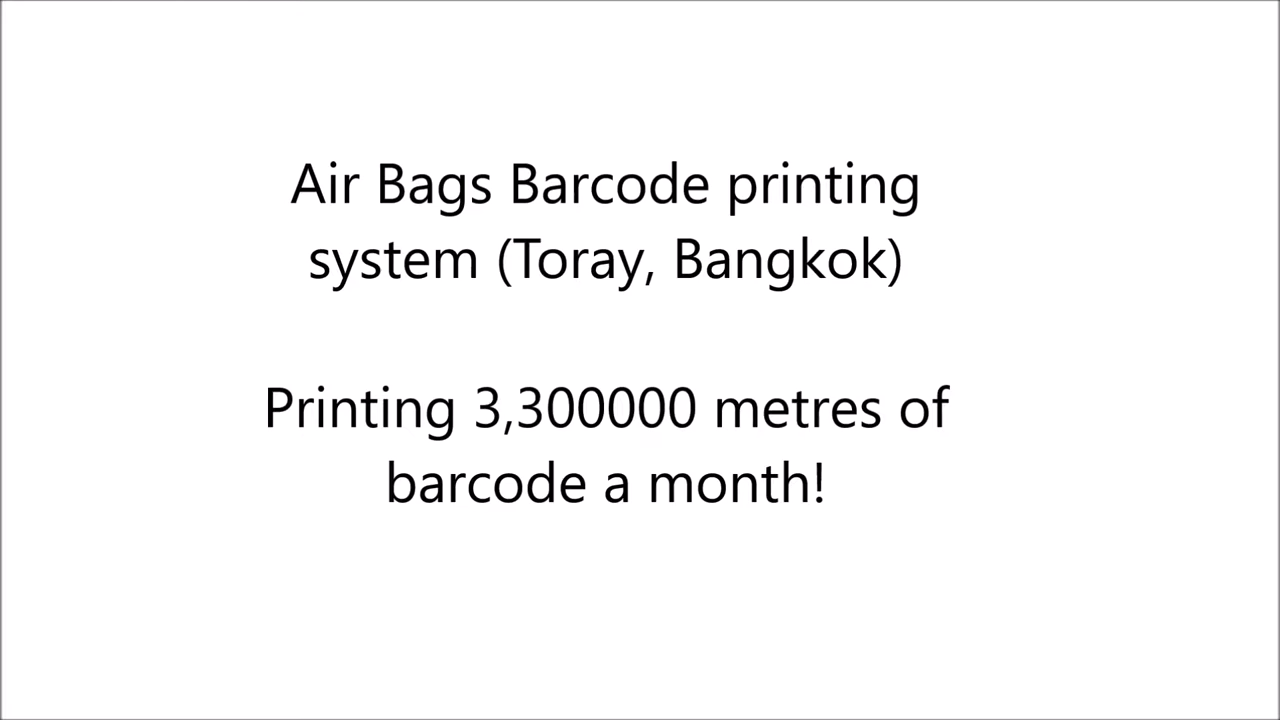 Air Bags Barcode printing
system (Toray, Bangkok)
Printing 3,300000 metres of
barcode a month!